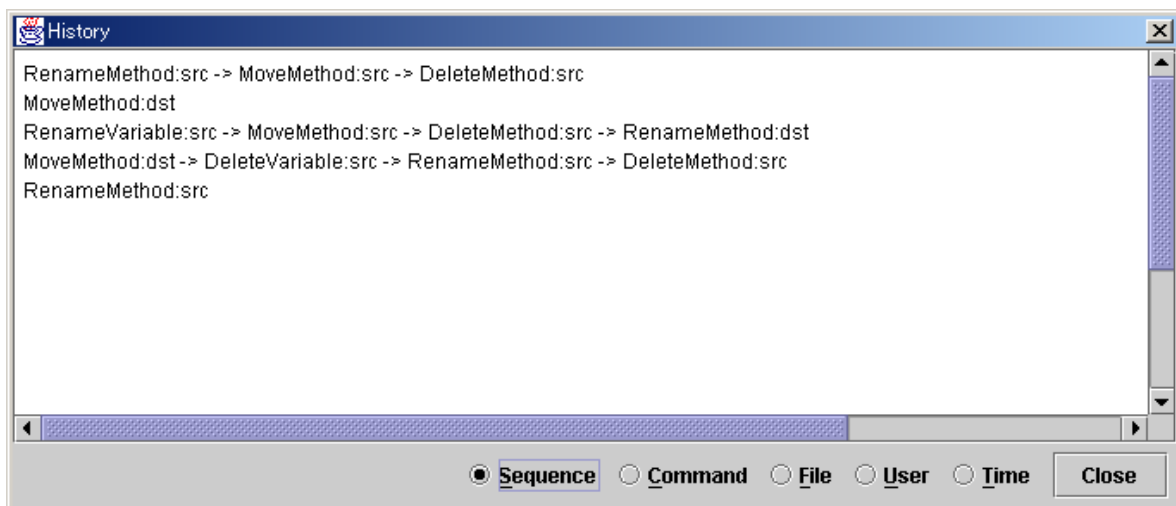 History
RenameMethod:src -> MoveMethod:src -> DeleteMethod:src
MoveMethod:dst
RenameVariable:src -> MoveMethod:src -> DeleteMethod:src -> RenameMethod:dst
MoveMethod:dst -> DeleteVariable:src -> RenameMethod:src -> DeleteMethod:src
RenameMethod:src
Sequence Command File User Time Close